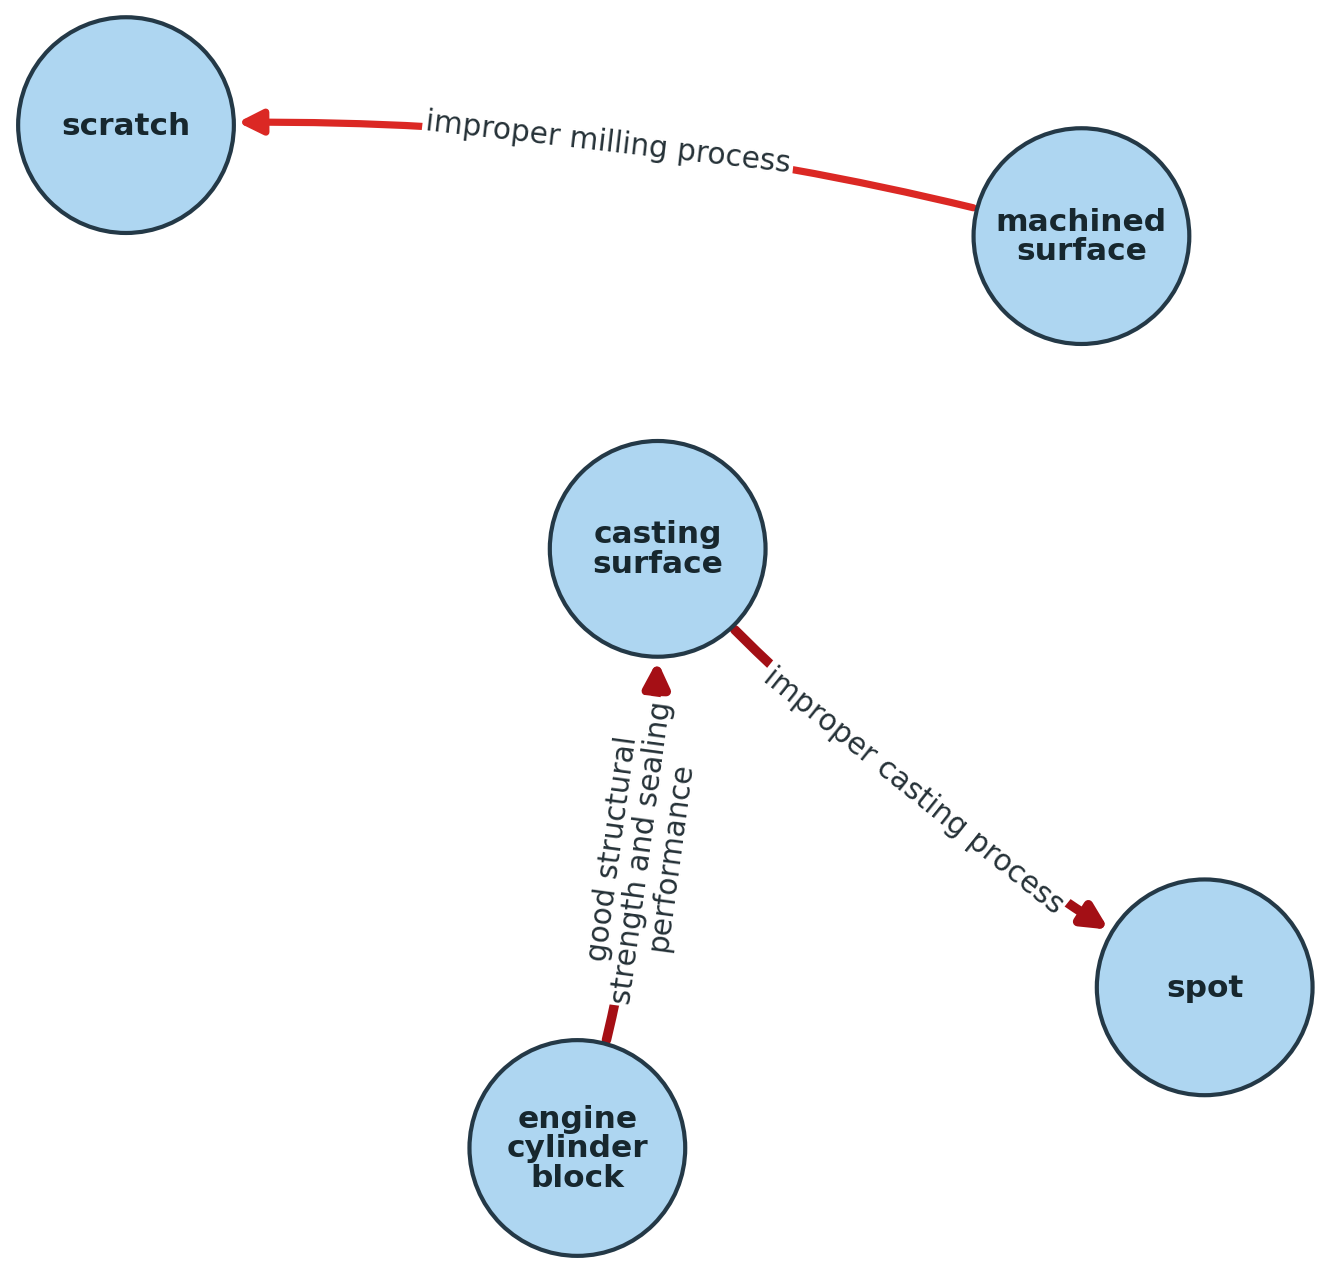 scratch
improper milling process
machined
surface
casting
surface
improper casting process
good structural
strength and sealing
performance
spot
engine
cylinder
block